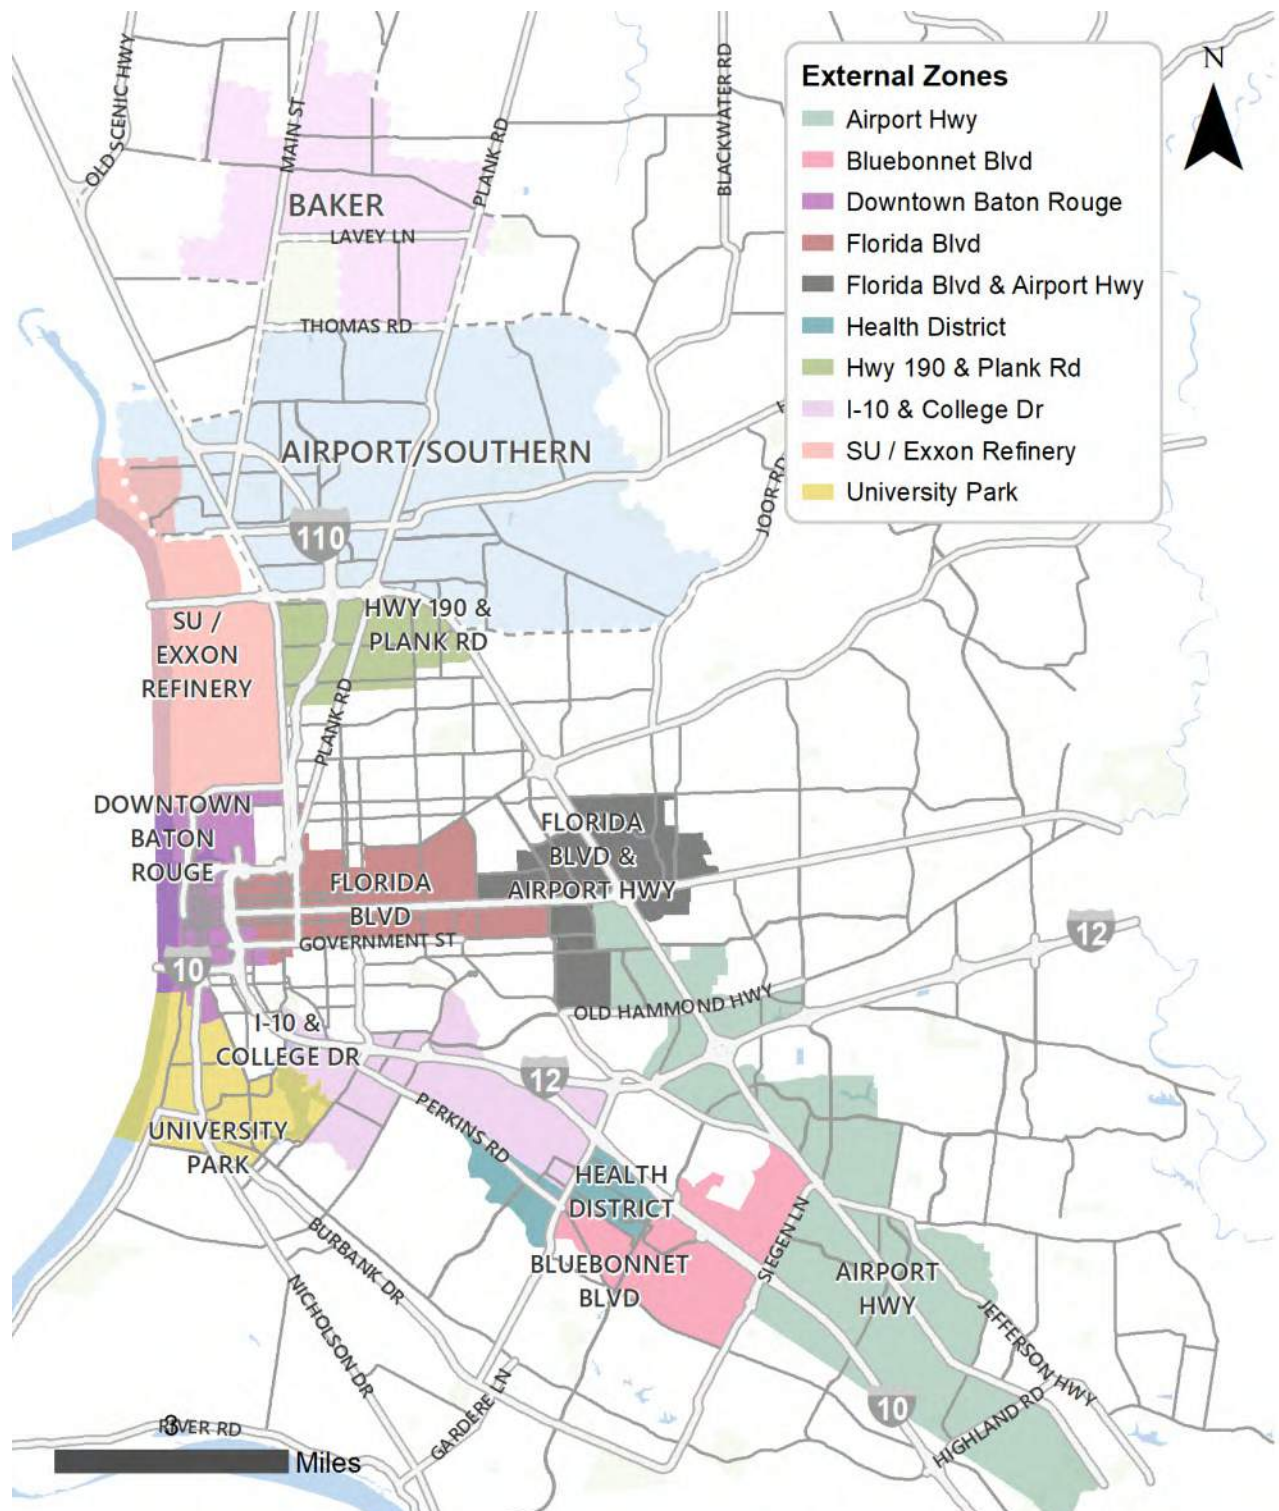 N
External Zones
Airport Hwy
Bluebonnet Blvd
Downtown Baton Rouge
Florida Blvd
Florida Blvd & Airport Hwy
Health District
Hwy 190 & Plank Rd
I-10 & College Dr
SU / Exxon Refinery
University Park
OLD SCENIC HWY
MAIN ST
PLANK RD
BLACKWATER RD
BAKER
LAVEY LN
THOMAS RD
AIRPORT/SOUTHERN
JOOR RD
110
HWY 190 &
PLANK RD
SU /
EXXON
REFINERY
PLANK RD
DOWNTOWN
BATON
ROUGE
FLORIDA
BLVD &
AIRPORT HWY
FLORIDA
BLVD
GOVERNMENT ST
12
10
OLD HAMMOND HWY
I-10 &
COLLEGE DR
12
PERKINS RD
UNIVERSITY
PARK
HEALTH
DISTRICT
BURBANK DR
SIEGEN LN
BLUEBONNET
BLVD
AIRPORT
HWY
NICHOLSON DR
JEFFERSON HWY
10
HIGHLAND RD
GARDERE LN
RIVER RD
3
Miles